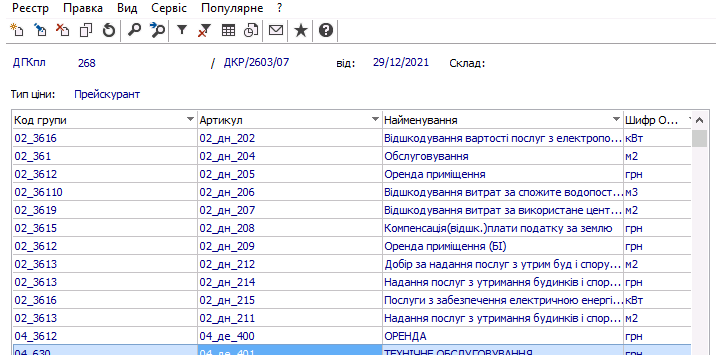 Реєстр Правка Вид Сервіс Популярне ?
ДГКпл 268 / ДКР/2603/07 від: 29/12/2021 Склад:
Тип ціни: Прейскурант
Код групи Артикул Найменування Шифр О...
02_3616 02_дн_202 Відшкодування вартості послуг з електропо... кВт
02_361 02_дн_204 Обслуговування м2
02_3612 02_дн_205 Оренда приміщення грн
02_36110 02_дн_206 Відшкодування витрат за спожите водопост... м3
02_3619 02_дн_207 Відшкодування витрат за використане цент... м2
02_3615 02_дн_208 Компенсація(відшк.)плати податку за землю грн
02_3612 02_дн_209 Оренда приміщення (БІ) грн
02_3613 02_дн_212 Добір за надання послуг з утрим буд і спору... м2
02_3613 02_дн_214 Надання послуг з утримання будинків і спор... грн
02_3616 02_дн_215 Послуги з забезпечення електричною енергі... кВт
02_3613 02_дн_211 Надання послуг з утримання будинків і спор... м2
04_3612 04_де_400 ОРЕНДА грн
04_630 04_де_401 ТЕХНІЧНЕ ОБСЛУГОВУВАННЯ грн